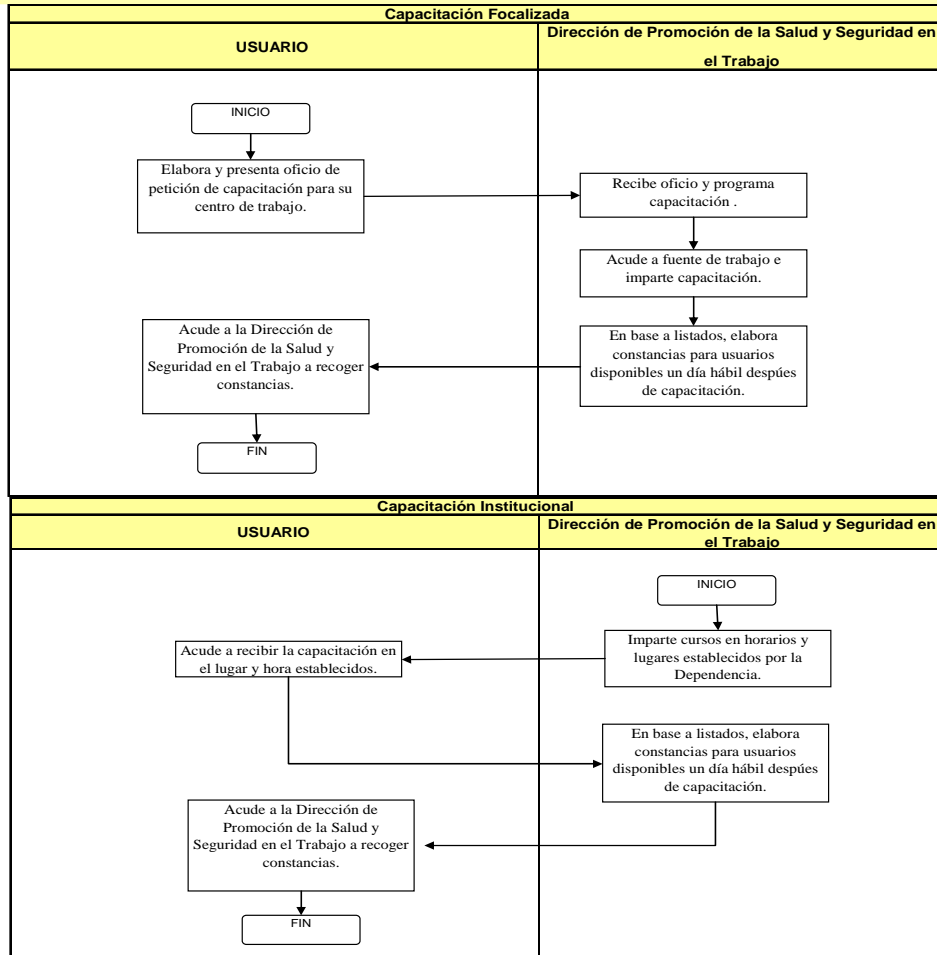 Capacitación Focalizada
USUARIO
Dirección de Promoción de la Salud y Seguridad en
el Trabajo
INICIO
Elabora y presenta oficio de
petición de capacitación para su
centro de trabajo.
Recibe oficio y programa
capacitación .
Acude a fuente de trabajo e
imparte capacitación.
En base a listados, elabora
constancias para usuarios
disponibles un día hábil despúes
de capacitación.
Acude a la Dirección de
Promoción de la Salud y
Seguridad en el Trabajo a recoger
constancias.
FIN
Capacitación Institucional
USUARIO
Dirección de Promoción de la Salud y Seguridad en
el Trabajo
INICIO
Imparte cursos en horarios y
lugares establecidos por la
Dependencia.
Acude a recibir la capacitación en
el lugar y hora establecidos.
En base a listados, elabora
constancias para usuarios
disponibles un día hábil despúes
de capacitación.
Acude a la Dirección de
Promoción de la Salud y
Seguridad en el Trabajo a recoger
constancias.
FIN